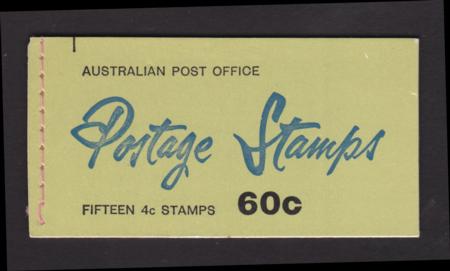 AUSTRALIAN POST OFFICE
Postage Stamps
FIFTEEN 4c STAMPS 60c